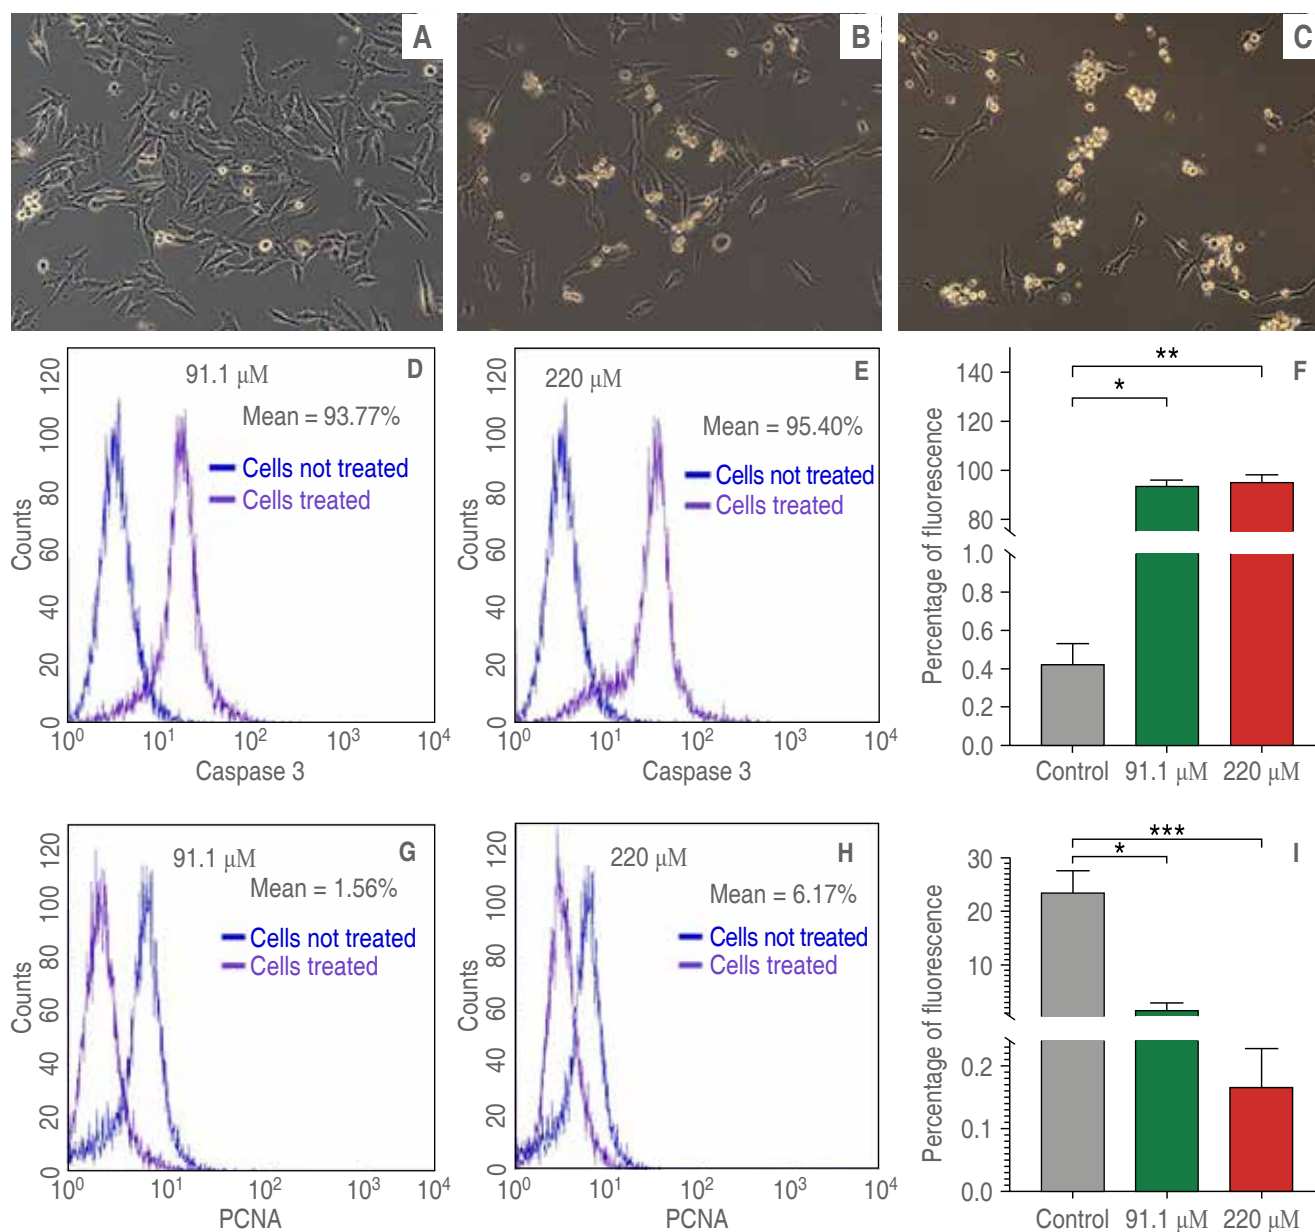 A
B
C
D
91.1 μM
Mean = 93.77%
Cells not treated
Cells treated
Counts
120
100
80
60
40
20
0
10⁰
10¹
10²
10³
10⁴
Caspase 3
E
220 μM
Mean = 95.40%
Cells not treated
Cells treated
Counts
120
100
80
60
40
20
0
10⁰
10¹
10²
10³
10⁴
Caspase 3
F
**
*
Percentage of fluorescence
140
120
100
80
1.0
0.8
0.6
0.4
0.2
0.0
Control
91.1 μM
220 μM
G
91.1 μM
Mean = 1.56%
Cells not treated
Cells treated
Counts
120
100
80
60
40
20
0
10⁰
10¹
10²
10³
10⁴
PCNA
H
220 μM
Mean = 6.17%
Cells not treated
Cells treated
Counts
120
100
80
60
40
20
0
10⁰
10¹
10²
10³
10⁴
PCNA
I
***
*
Percentage of fluorescence
30
20
10
0.2
0.1
0.0
Control
91.1 μM
220 μM